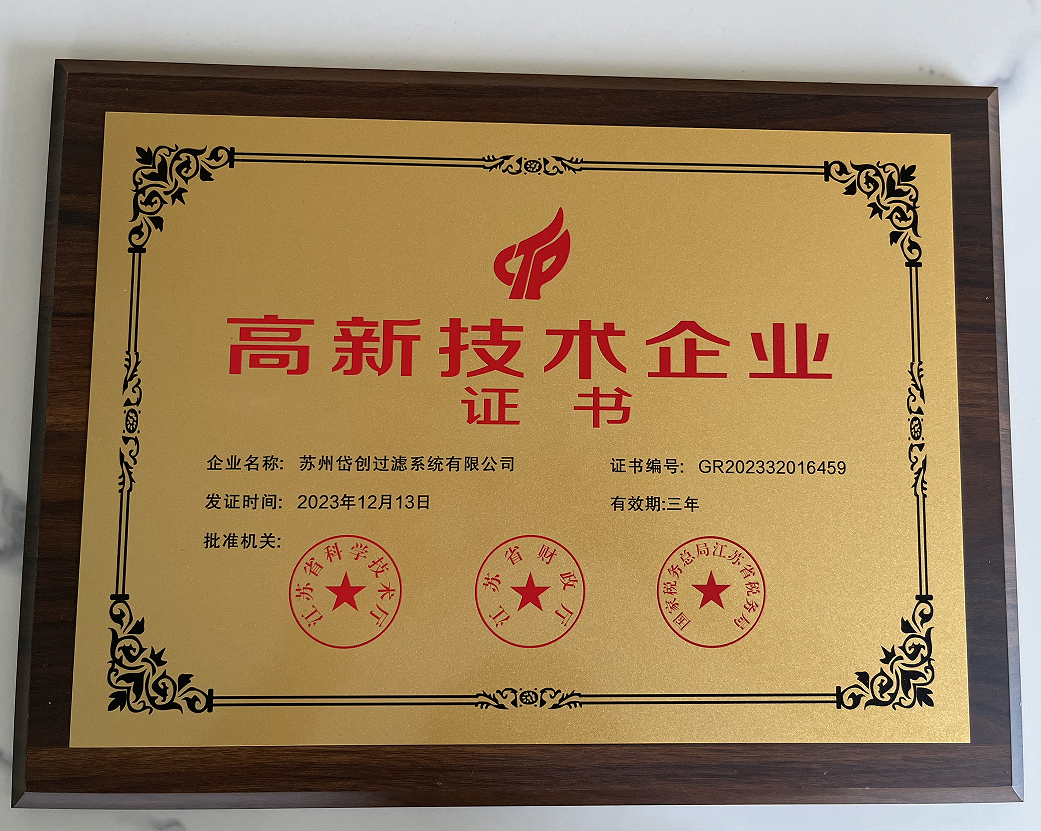 CTP
高新技术企业
证书
企业名称: 苏州岱创过滤系统有限公司
证书编号: GR202332016459
发证时间: 2023年12月13日
有效期:三年
批准机关:
江苏省科学技术厅
江苏省财政厅
国家税务总局江苏省税务局